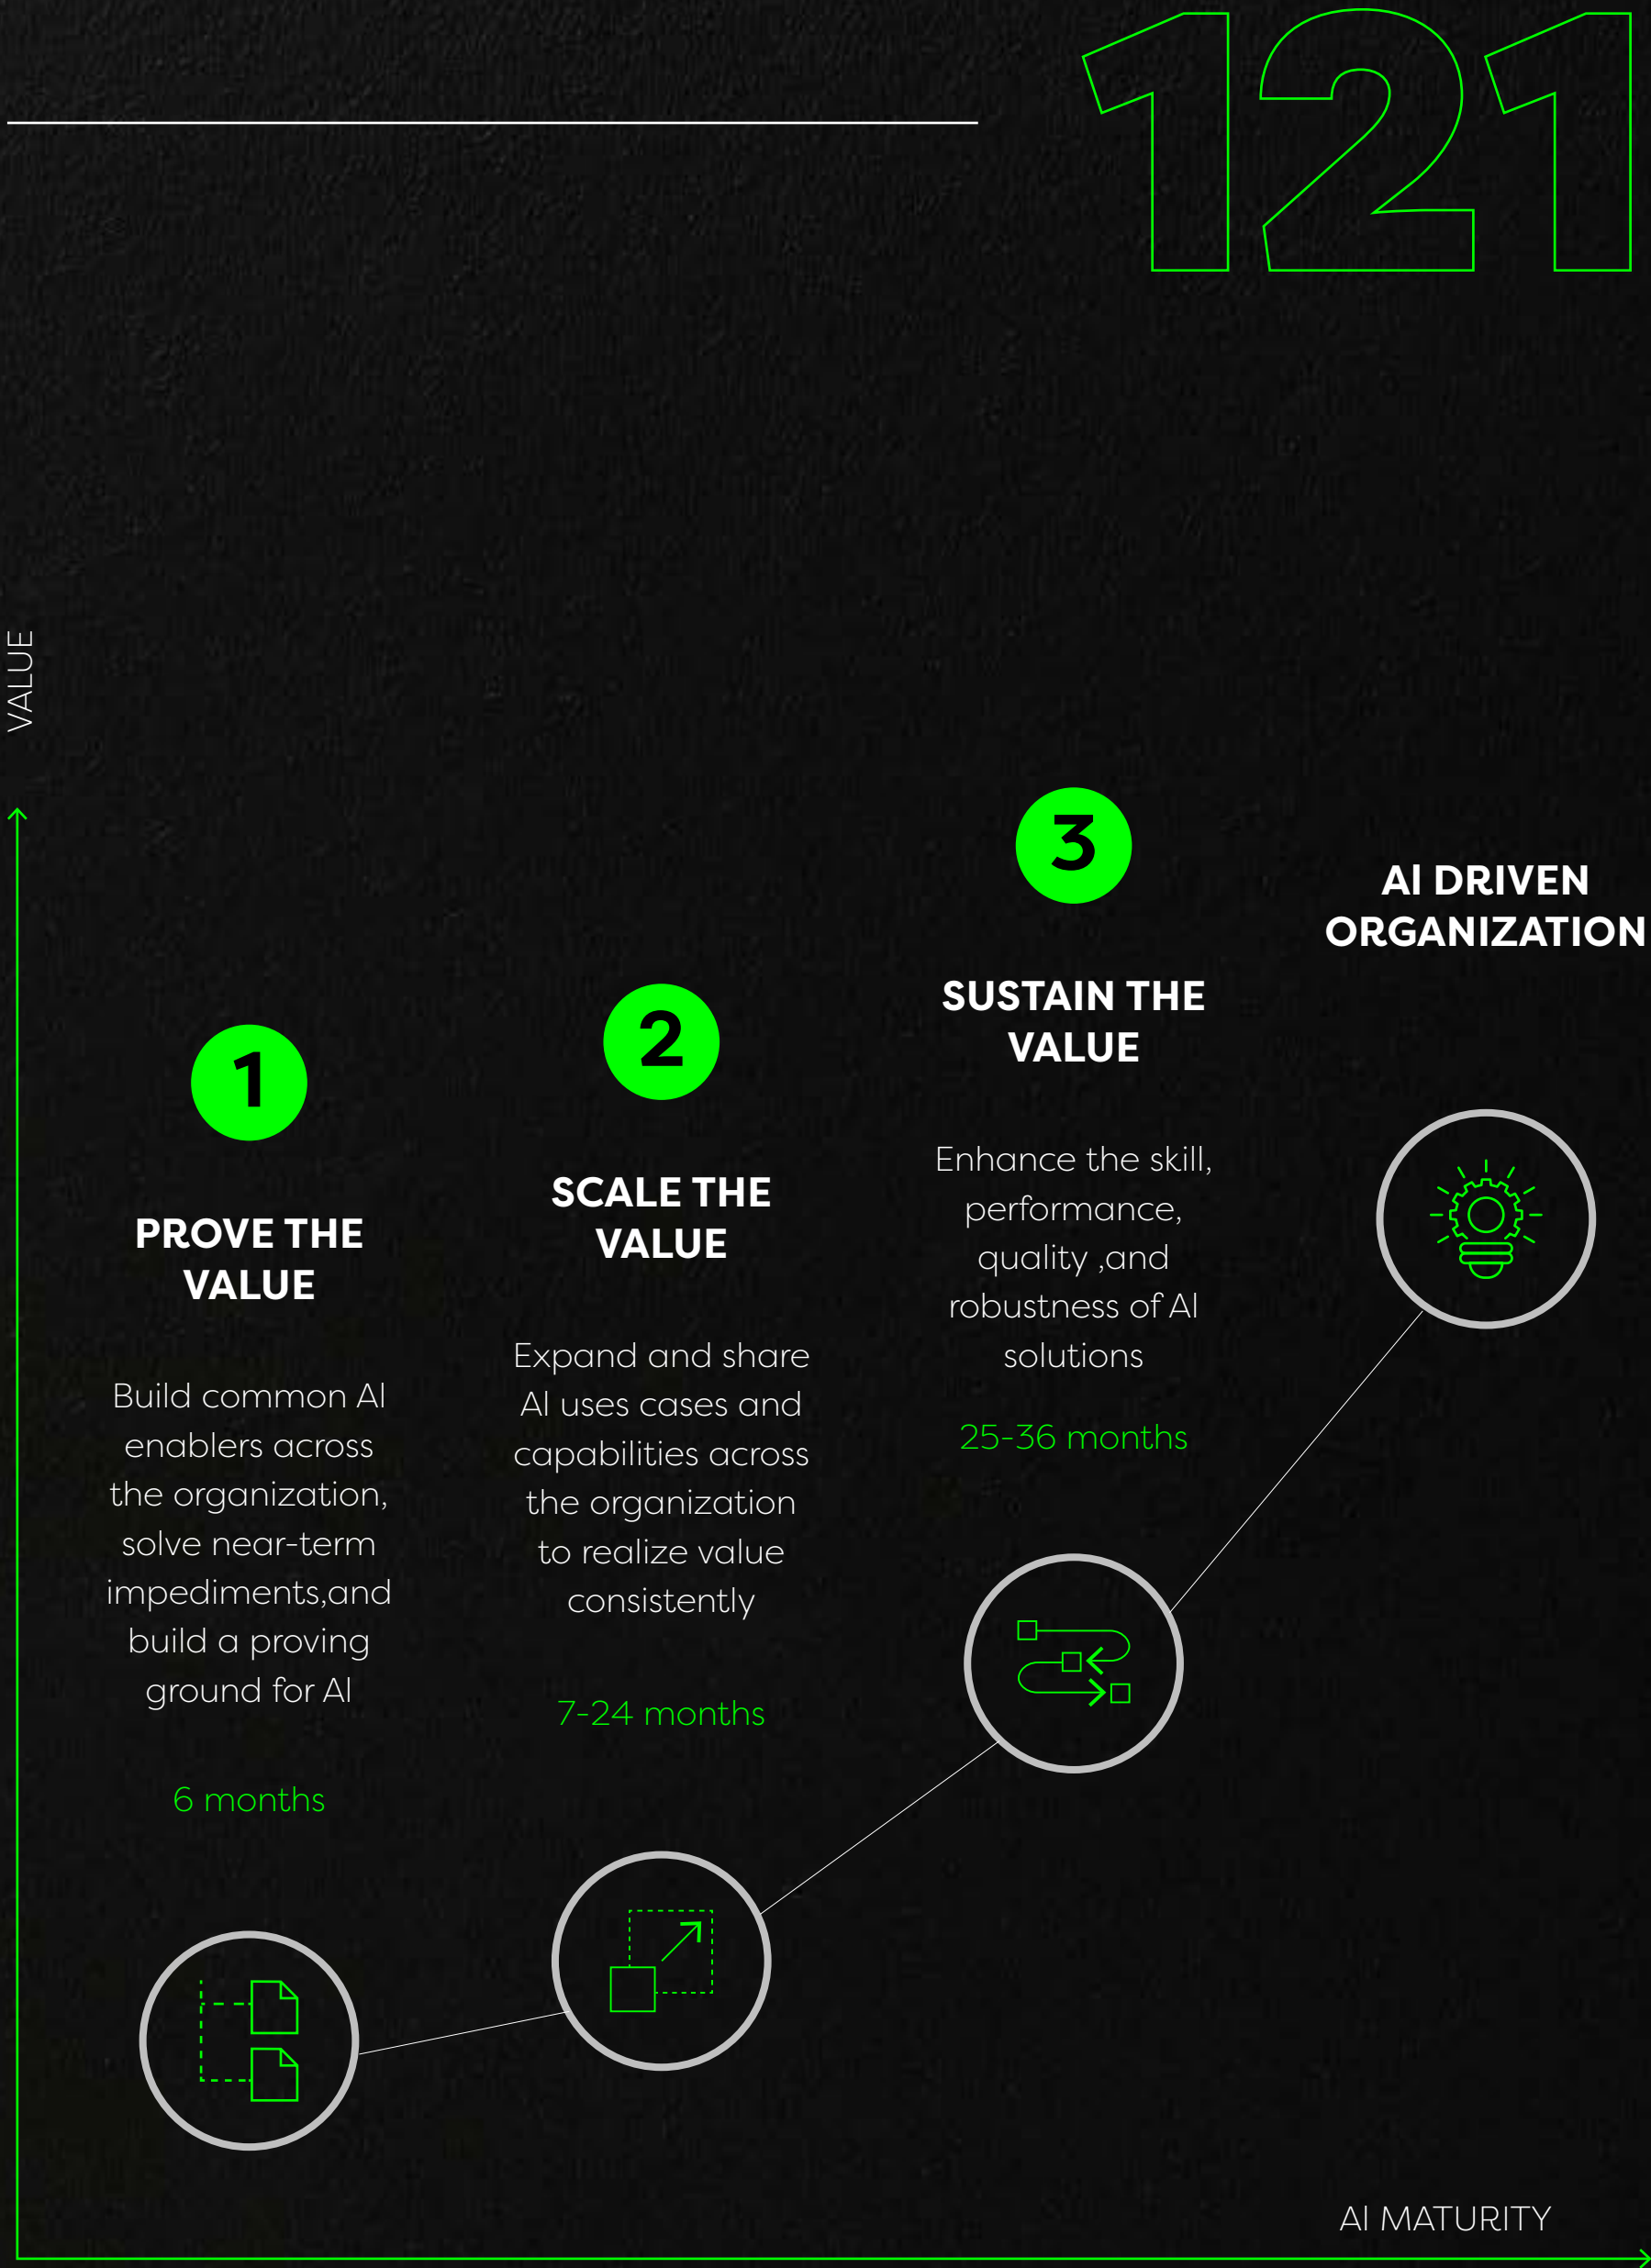 121
VALUE
1
PROVE THE
VALUE
Build common AI
enablers across
the organization,
solve near-term
impediments,and
build a proving
ground for AI
6 months
2
SCALE THE
VALUE
Expand and share
AI uses cases and
capabilities across
the organization
to realize value
consistently
7-24 months
3
SUSTAIN THE
VALUE
Enhance the skill,
performance,
quality ,and
robustness of AI
solutions
25-36 months
AI DRIVEN
ORGANIZATION
AI MATURITY